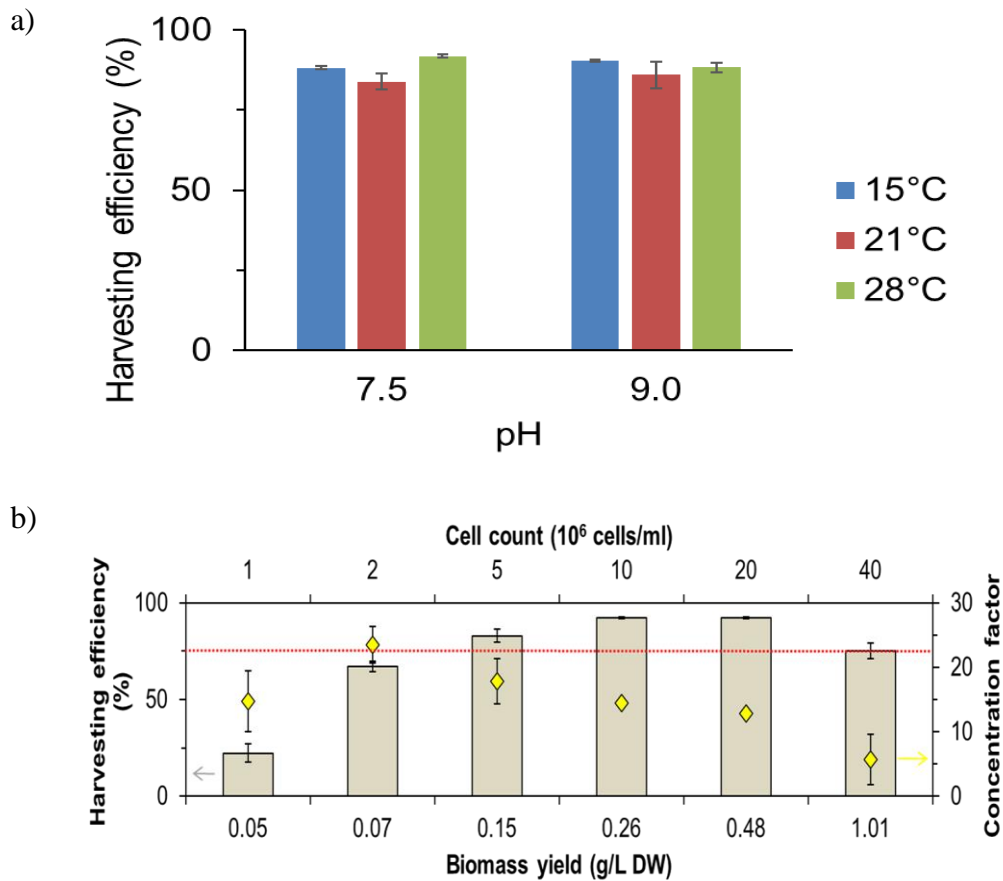 a)
100
50
0
Harvesting efficiency (%)
7.5
9.0
pH
15°C
21°C
28°C
b)
Cell count (10⁶ cells/ml)
1 2 5 10 20 40
Harvesting efficiency
(%)
100
50
0
30
20
10
0
Concentration factor
0.05 0.07 0.15 0.26 0.48 1.01
Biomass yield (g/L DW)